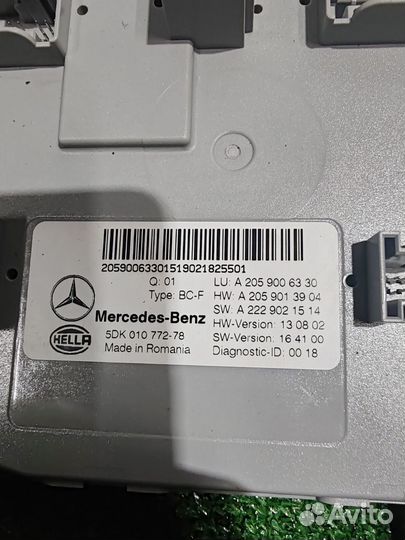 20590063301519021825501
Q: 01
Type: BC-F
LU: A 205 900 63 30
HW: A 205 901 39 04
Mercedes-Benz
SW: A 222 902 15 14
HW-Version: 13 08 02
HELLA
5DK 010 772-78
SW-Version: 16 41 00
Made in Romania
Diagnostic-ID: 00 18
Avito